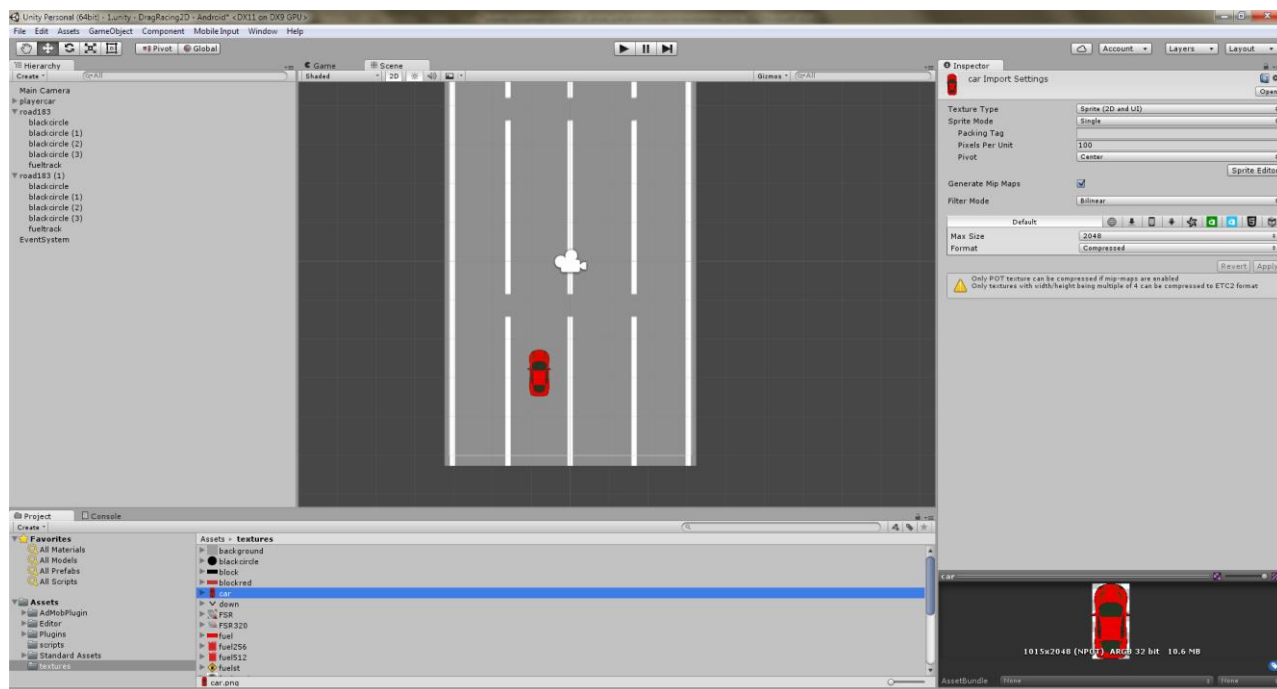 Unity Personal (64bit) - 1.unity - DragRacing2D - Android* <DX11 on DX9 GPU>
File Edit Assets GameObject Component Mobile Input Window Help
Pivot Global Account Layers Layout
Hierarchy
Create All
Main Camera
playercar
road183
blackcircle
blackcircle (1)
blackcircle (2)
blackcircle (3)
fueltrack
road183 (1)
blackcircle
blackcircle (1)
blackcircle (2)
blackcircle (3)
fueltrack
EventSystem
Game Scene
Shaded 2D Gizmos All
Inspector
car Import Settings
Open
Texture Type Sprite (2D and UI)
Sprite Mode Single
Packing Tag
Pixels Per Unit 100
Pivot Center
Sprite Editor
Generate Mip Maps
Filter Mode Bilinear
Default
Max Size 2048
Format Compressed
Revert Apply
Only POT texture can be compressed if mip-maps are enabled
Only textures with width/height being multiple of 4 can be compressed to ETC2 format
Project Console
Create
Favorites
All Materials
All Models
All Prefabs
All Scripts
Assets
AdMobPlugin
Editor
Plugins
scripts
Standard Assets
textures
Assets textures
background
blackcircle
block
blockred
car
down
FSR
FSR320
fuel
fuel256
fuel512
fuelst
car.png
car
1015x2048 (NPOT) ARGB 32 bit 10.6 MB
AssetBundle None None